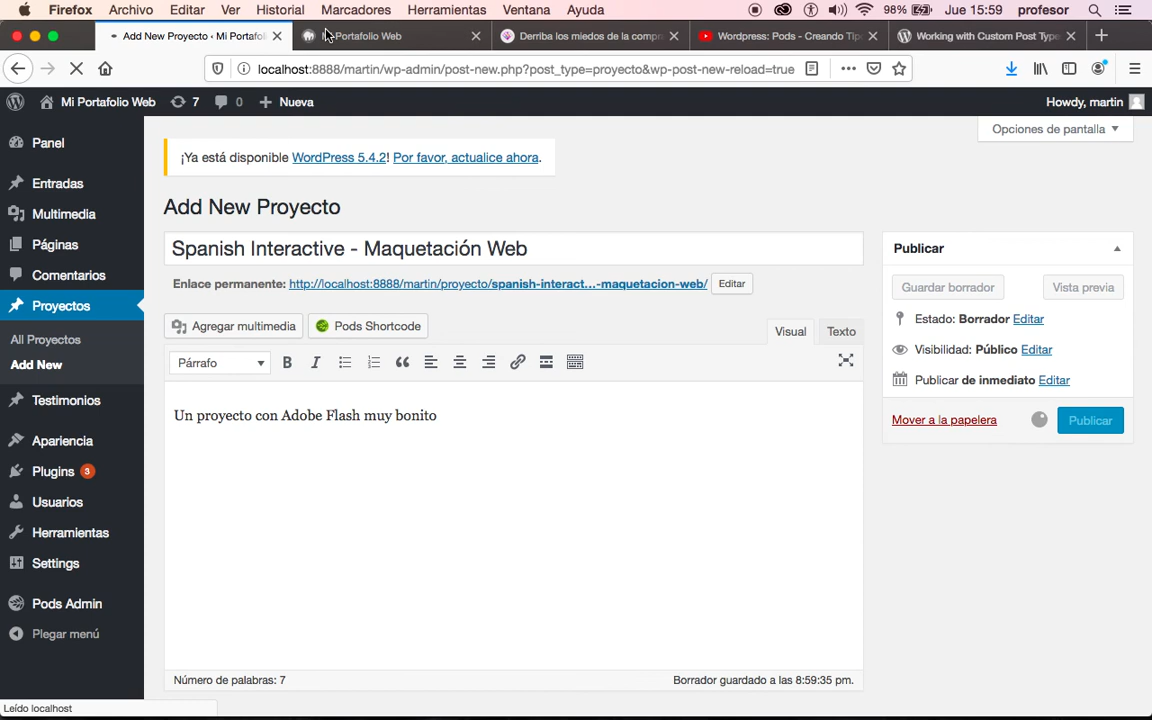 Firefox Archivo Editar Ver Historial Marcadores Herramientas Ventana Ayuda 98% Jue 15:59 profesor
Add New Proyecto ‹ Mi Portafoli
Portafolio Web
Derriba los miedos de la compr
Wordpress: Pods - Creando Tip
Working with Custom Post Type
localhost:8888/martin/wp-admin/post-new.php?post_type=proyecto&wp-post-new-reload=true
Mi Portafolio Web 7 0 Nueva Howdy, martin
Opciones de pantalla
Panel
Entradas
Multimedia
Páginas
Comentarios
Proyectos
All Proyectos
Add New
Testimonios
Apariencia
Plugins 3
Usuarios
Herramientas
Settings
Pods Admin
Plegar menú
¡Ya está disponible WordPress 5.4.2! Por favor, actualice ahora.
Add New Proyecto
Spanish Interactive - Maquetación Web
Enlace permanente: http://localhost:8888/martin/proyecto/spanish-interact...-maquetacion-web/ Editar
Agregar multimedia Pods Shortcode
Visual Texto
Párrafo B I
Un proyecto con Adobe Flash muy bonito
Número de palabras: 7 Borrador guardado a las 8:59:35 pm.
Publicar
Guardar borrador Vista previa
Estado: Borrador Editar
Visibilidad: Público Editar
Publicar de inmediato Editar
Mover a la papelera Publicar
Leído localhost